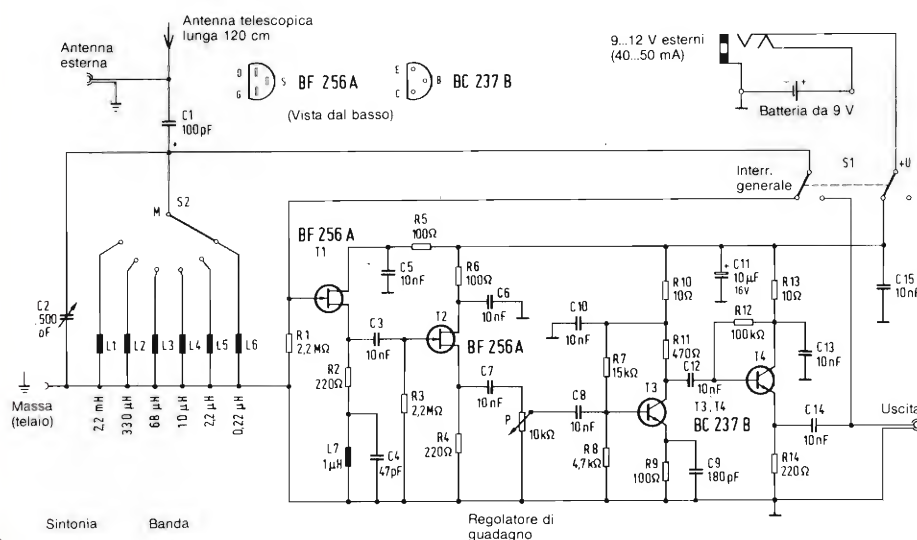 Antenna telescopica
lunga 120 cm
Antenna
esterna
D
G
S
BF 256 A
E
C
B
BC 237 B
(Vista dal basso)
9...12 V esterni
(40...50 mA)
- +
Batteria da 9 V
C1
100pF
S1
+U
Interr.
generale
S2
M
BF 256 A
T1
R5
100Ω
C5
10nF
R6
100Ω
C6
10nF
T2
BF 256A
C3
10nF
C7
10nF
C10
10nF
R10
10Ω
C11
10µF
16V
+
R13
10Ω
C15
10nF
R12
100kΩ
R11
470Ω
C12
10nF
T4
C13
10nF
C2
500
pF
L1
L2
L3
L4
L5
L6
2,2 mH
330 µH
68 µH
10 µH
2,2 µH
0,22 µH
R1
2,2MΩ
R2
220Ω
R3
2,2MΩ
R4
220Ω
P
10kΩ
R7
15kΩ
C8
10nF
T3
T3, T4
BC 237 B
R8
4,7kΩ
R9
100Ω
C9
180pF
C14
10nF
R14
220Ω
Uscita
L7
1µH
C4
47pF
Massa
(telaio)
Sintonia
Banda
Regolatore di
guadagno